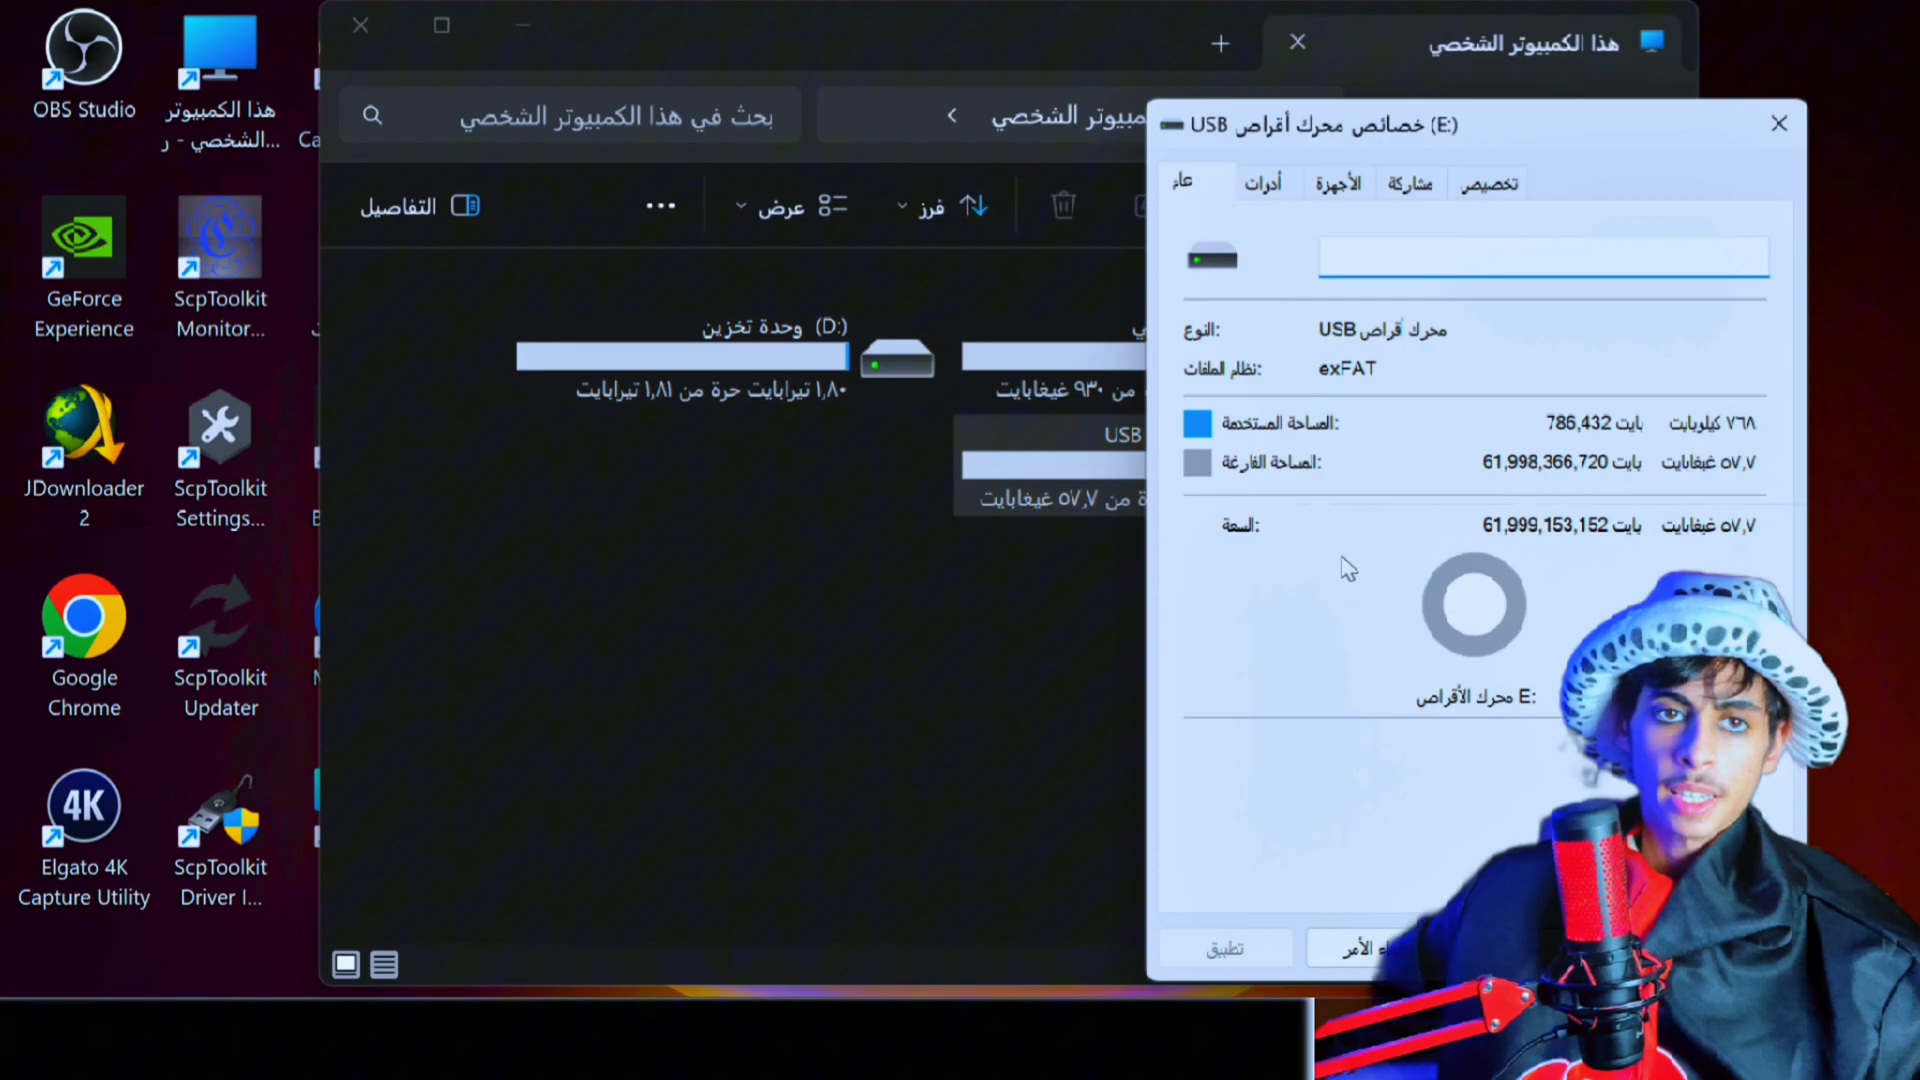 OBS Studio
هذا الكمبيوتر
الشخصي - ر...
GeForce
Experience
ScpToolkit
Monitor...
JDownloader
2
ScpToolkit
Settings...
Google
Chrome
ScpToolkit
Updater
4K
Elgato 4K
Capture Utility
ScpToolkit
Driver I...
هذا الكمبيوتر الشخصي
بحث في هذا الكمبيوتر الشخصي
الشخصي
فرز
عرض
التفاصيل
(D:) وحدة تخزين
١,٨٠ تيرابايت حرة من ١,٨١ تيرابايت
من ٩٣٠ غيغابايت
USB
من ٥٧,٧ غيغابايت
خصائص محرك أقراص USB (E:)
عام
أدوات
الأجهزة
مشاركة
تخصيص
النوع:
محرك أقراص USB
نظام الملفات:
exFAT
المساحة المستخدمة:
786,432 بايت
٧٦٨ كيلوبايت
المساحة الفارغة:
61,998,366,720 بايت
٥٧,٧ غيغابايت
السعة:
61,999,153,152 بايت
٥٧,٧ غيغابايت
محرك الأقراص E:
تطبيق
الأمر